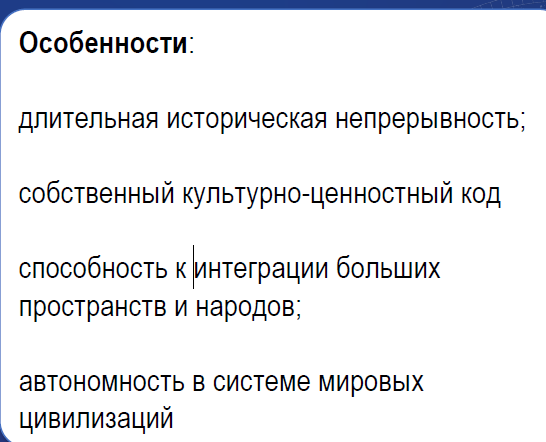 Особенности:
длительная историческая непрерывность;
собственный культурно-ценностный код
способность к интеграции больших
пространств и народов;
автономность в системе мировых
цивилизаций